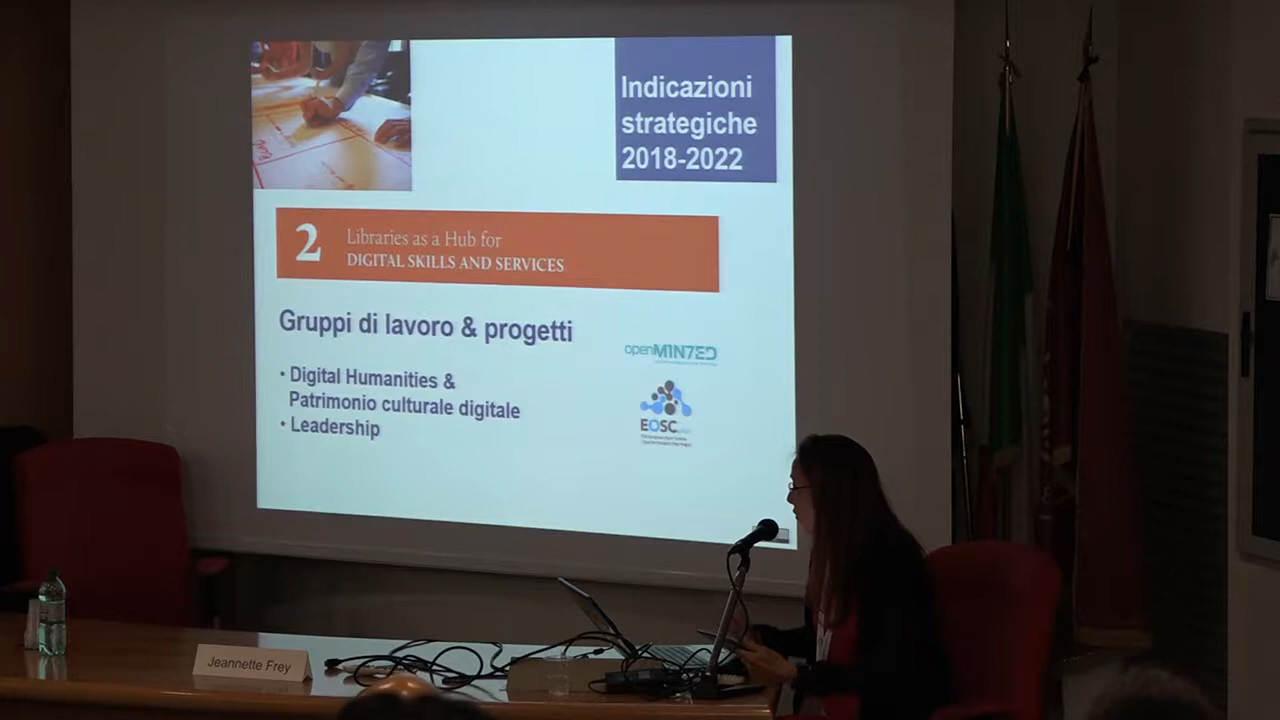 Indicazioni
strategiche
2018-2022
2
Libraries as a Hub for
DIGITAL SKILLS AND SERVICES
Gruppi di lavoro & progetti
• Digital Humanities &
Patrimonio culturale digitale
• Leadership
openM1N7ED
EOSC
Jeannette Frey